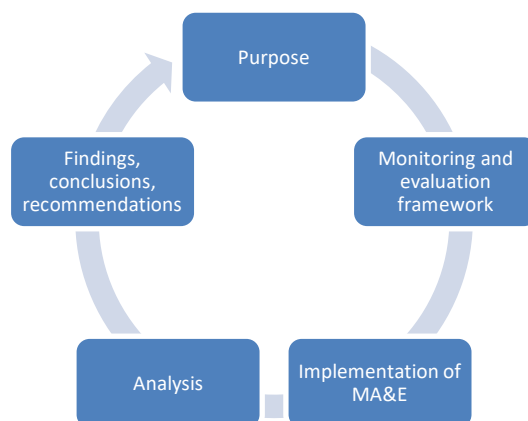 Purpose
Monitoring and
evaluation
framework
Implementation of
MA&E
Analysis
Findings,
conclusions,
recommendations